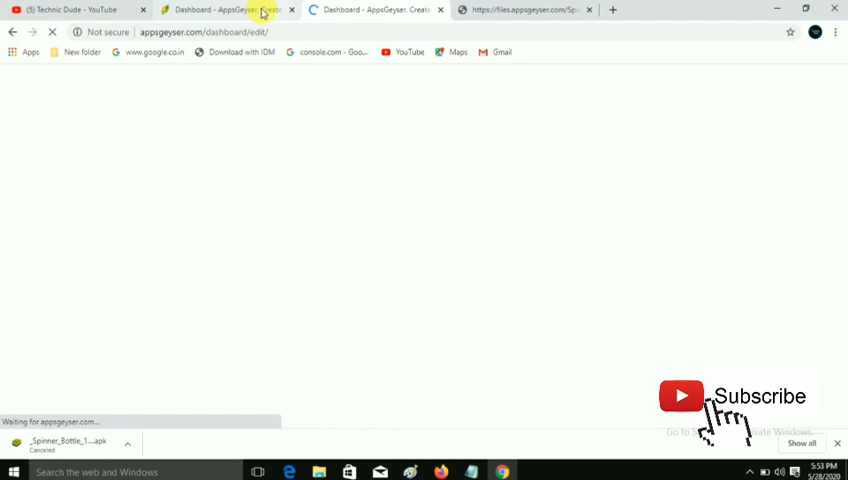 (5) Technic Dude - YouTube
Dashboard - AppsGeyser. Create
Dashboard - AppsGeyser. Create
https://files.appsgeyser.com/Spi
Not secure
appsgeyser.com/dashboard/edit/
Apps
New folder
www.google.co.in
Download with IDM
console.com - Goo...
YouTube
Maps
Gmail
Subscribe
Waiting for appsgeyser.com...
_Spinner_Bottle_1....apk
Canceled
Show all
Search the web and Windows
5:53 PM
5/28/2020